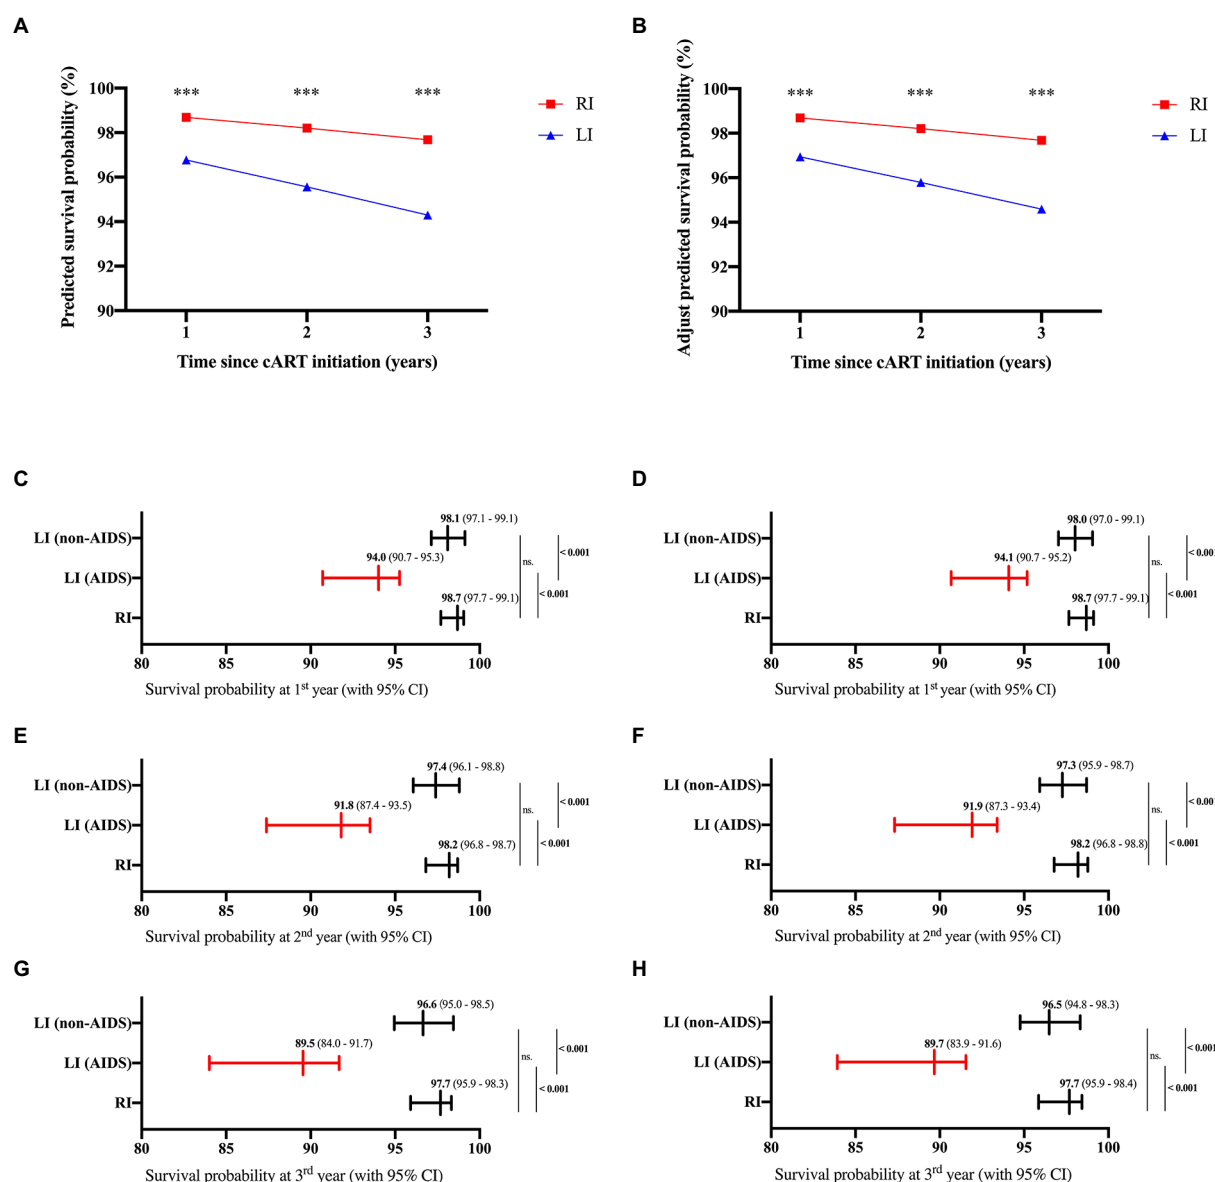 A
Predicted survival probability (%)
100
98
96
94
92
90
***
***
***
RI
LI
1
2
3
Time since cART initiation (years)
B
Adjust predicted survival probability (%)
100
98
96
94
92
90
***
***
***
RI
LI
1
2
3
Time since cART initiation (years)
C
LI (non-AIDS)
98.1 (97.1 - 99.1)
LI (AIDS)
94.0 (90.7 - 95.3)
RI
98.7 (97.7 - 99.1)
ns.
< 0.001
< 0.001
80
85
90
95
100
Survival probability at 1st year (with 95% CI)
D
LI (non-AIDS)
98.0 (97.0 - 99.1)
LI (AIDS)
94.1 (90.7 - 95.2)
RI
98.7 (97.7 - 99.1)
ns.
< 0.001
< 0.001
80
85
90
95
100
Survival probability at 1st year (with 95% CI)
E
LI (non-AIDS)
97.4 (96.1 - 98.8)
LI (AIDS)
91.8 (87.4 - 93.5)
RI
98.2 (96.8 - 98.7)
ns.
< 0.001
< 0.001
80
85
90
95
100
Survival probability at 2nd year (with 95% CI)
F
LI (non-AIDS)
97.3 (95.9 - 98.7)
LI (AIDS)
91.9 (87.3 - 93.4)
RI
98.2 (96.8 - 98.8)
ns.
< 0.001
< 0.001
80
85
90
95
100
Survival probability at 2nd year (with 95% CI)
G
LI (non-AIDS)
96.6 (95.0 - 98.5)
LI (AIDS)
89.5 (84.0 - 91.7)
RI
97.7 (95.9 - 98.3)
ns.
< 0.001
< 0.001
80
85
90
95
100
Survival probability at 3rd year (with 95% CI)
H
LI (non-AIDS)
96.5 (94.8 - 98.3)
LI (AIDS)
89.7 (83.9 - 91.6)
RI
97.7 (95.9 - 98.4)
ns.
< 0.001
< 0.001
80
85
90
95
100
Survival probability at 3rd year (with 95% CI)